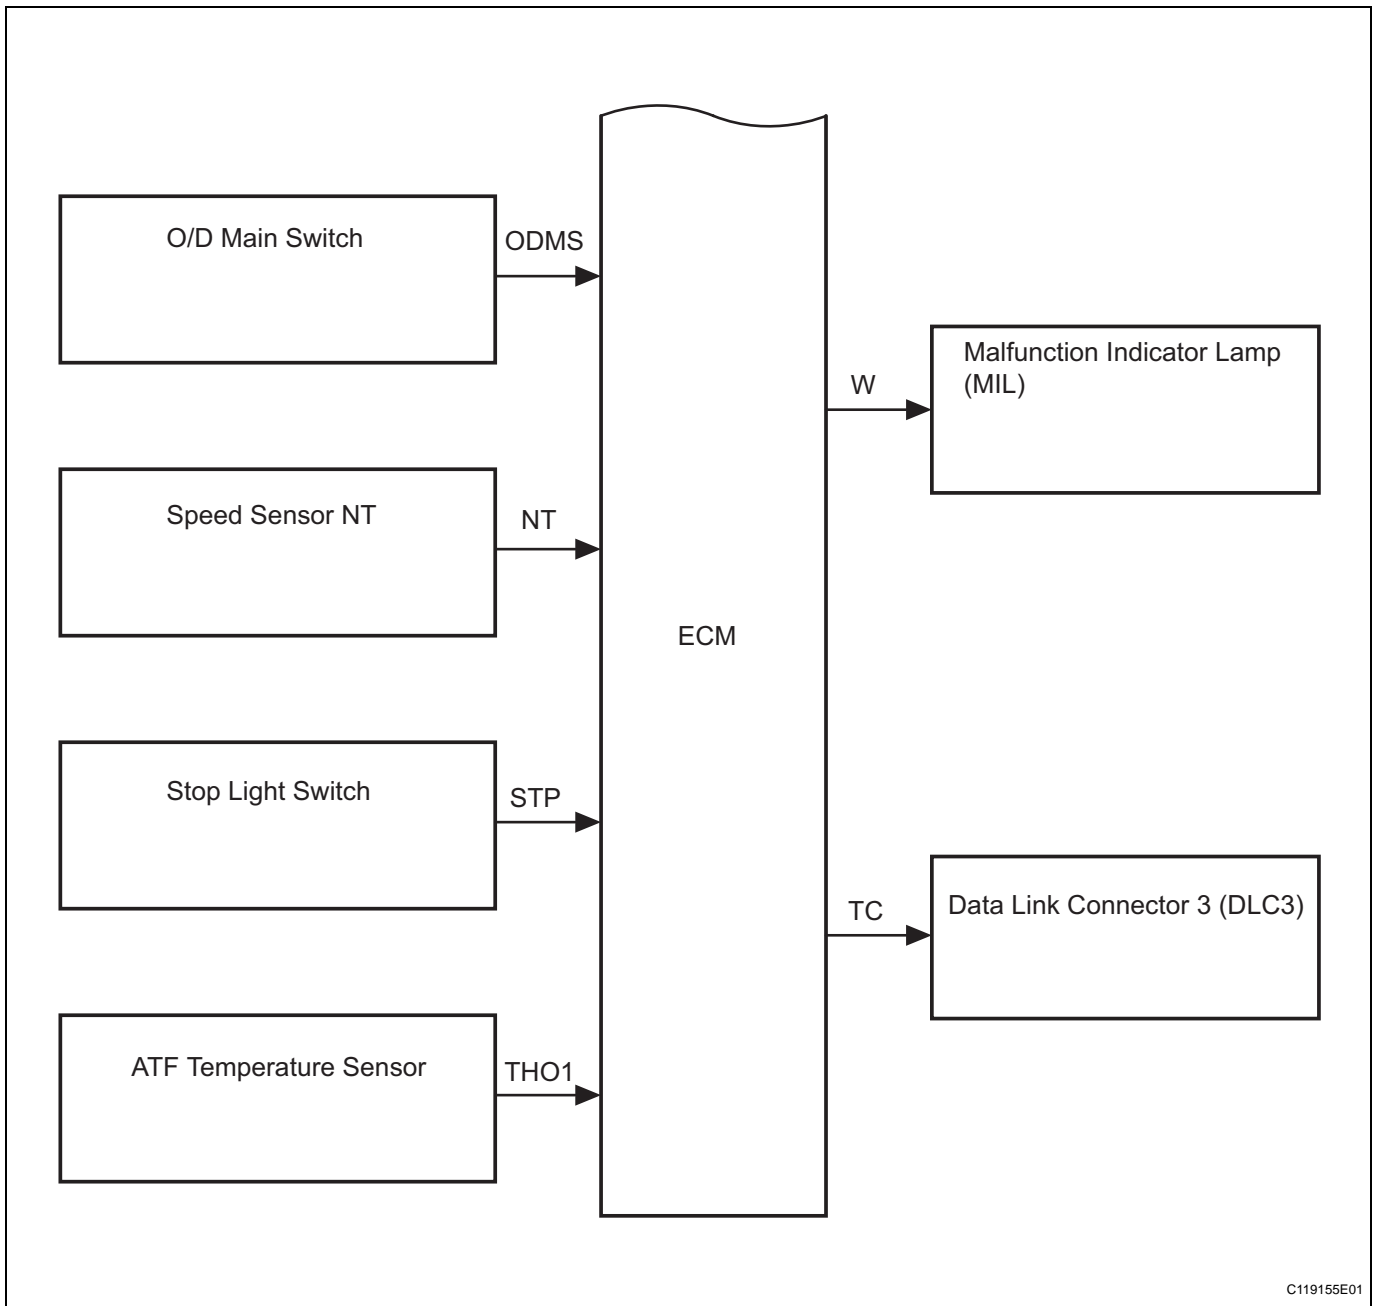 O/D Main Switch
ODMS
Speed Sensor NT
NT
Stop Light Switch
STP
ATF Temperature Sensor
THO1
ECM
W
Malfunction Indicator Lamp
(MIL)
TC
Data Link Connector 3 (DLC3)
C119155E01